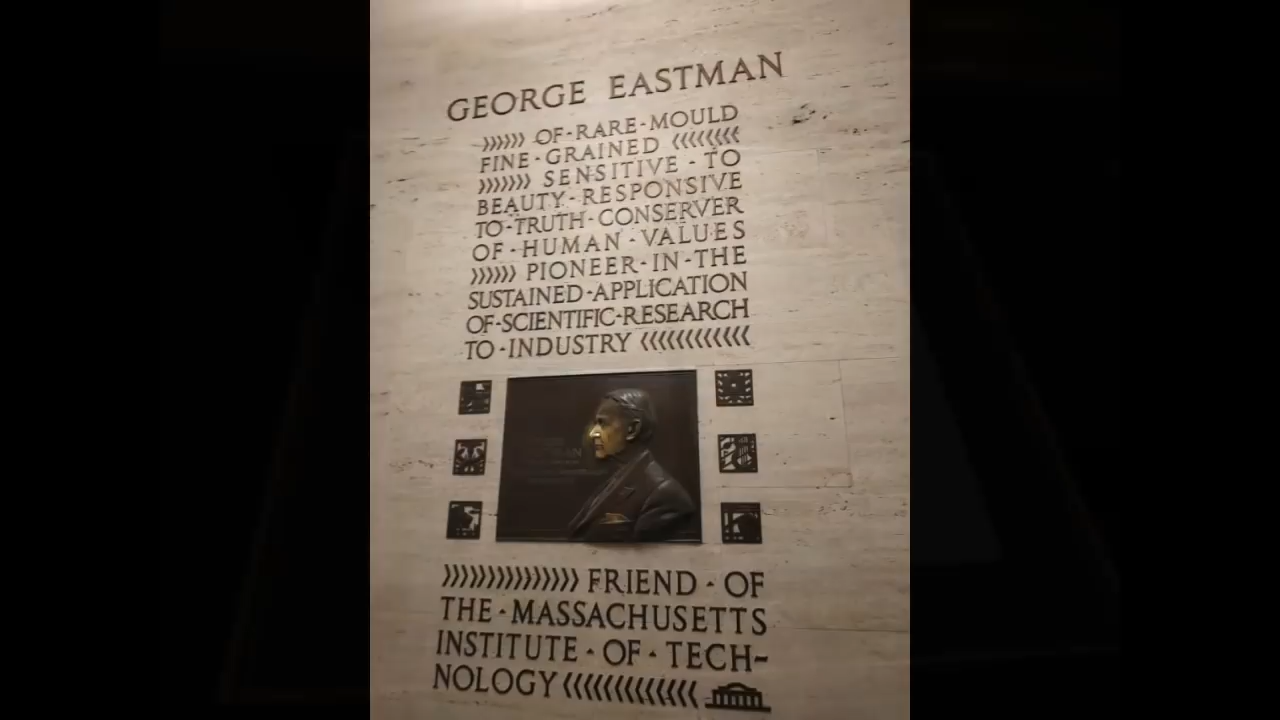 GEORGE EASTMAN
»»»» OF·RARE·MOULD
FINE·GRAINED ««««
»»»» SENSITIVE·TO
BEAUTY·RESPONSIVE
TO·TRUTH·CONSERVER
OF·HUMAN·VALUES
»»»» PIONEER·IN·THE
SUSTAINED·APPLICATION
OF·SCIENTIFIC·RESEARCH
TO·INDUSTRY ««««««
»»»»»»» FRIEND·OF
THE·MASSACHUSETTS
INSTITUTE·OF·TECH-
NOLOGY «««««««